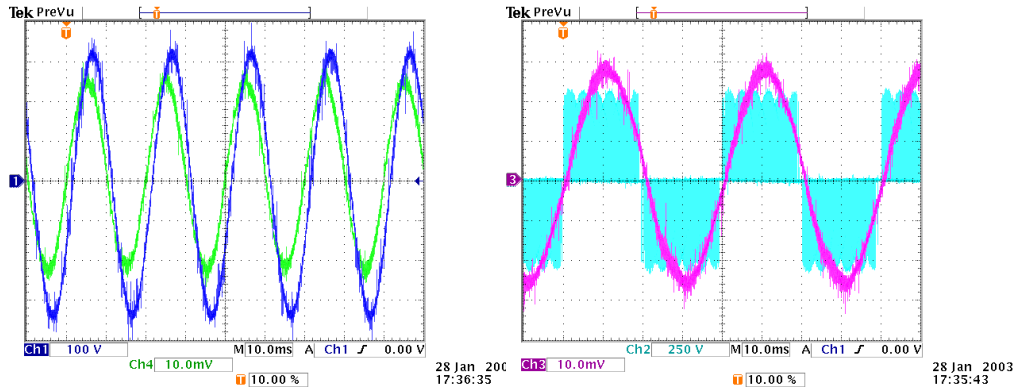 Tek PreVu
T
T
1
Ch1 100 V M 10.0ms A Ch1 0.00 V
Ch4 10.0mV
T 10.00 %
28 Jan 200
17:36:35
Tek PreVu
T
T
3
Ch2 250 V M 10.0ms A Ch1 0.00 V
Ch3 10.0mV
T 10.00 %
28 Jan 2003
17:35:43